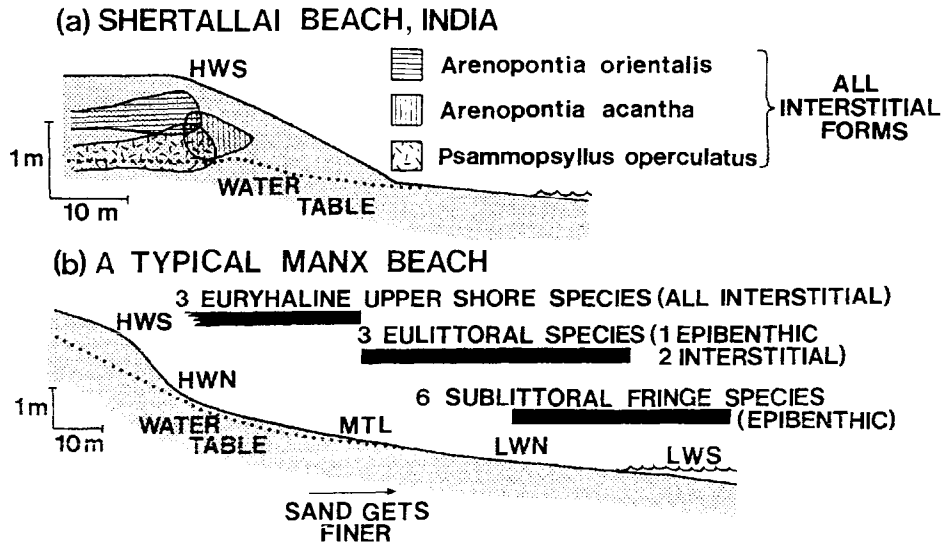 (a) SHERTALLAI BEACH, INDIA
HWS
Arenopontia orientalis
Arenopontia acantha
Psammopsyllus operculatus
ALL
INTERSTITIAL
FORMS
1m
10 m
WATER
TABLE
(b) A TYPICAL MANX BEACH
3 EURYHALINE UPPER SHORE SPECIES (ALL INTERSTITIAL)
HWS
3 EULITTORAL SPECIES (1 EPIBENTHIC
2 INTERSTITIAL)
HWN
6 SUBLITTORAL FRINGE SPECIES
(EPIBENTHIC)
1m
10m
WATER
TABLE
MTL
LWN
LWS
SAND GETS
FINER